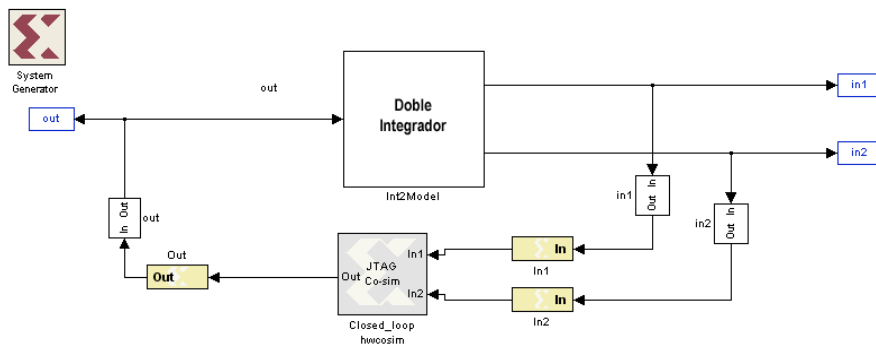 System
Generator
out
out
Doble
Integrador
Int2Model
in1
in2
in1
Out In
in2
Out In
In Out
out
Out
Out
Out
JTAG
Co-sim
In1
In2
Closed_loop
hwcosim
In
In1
In
In2